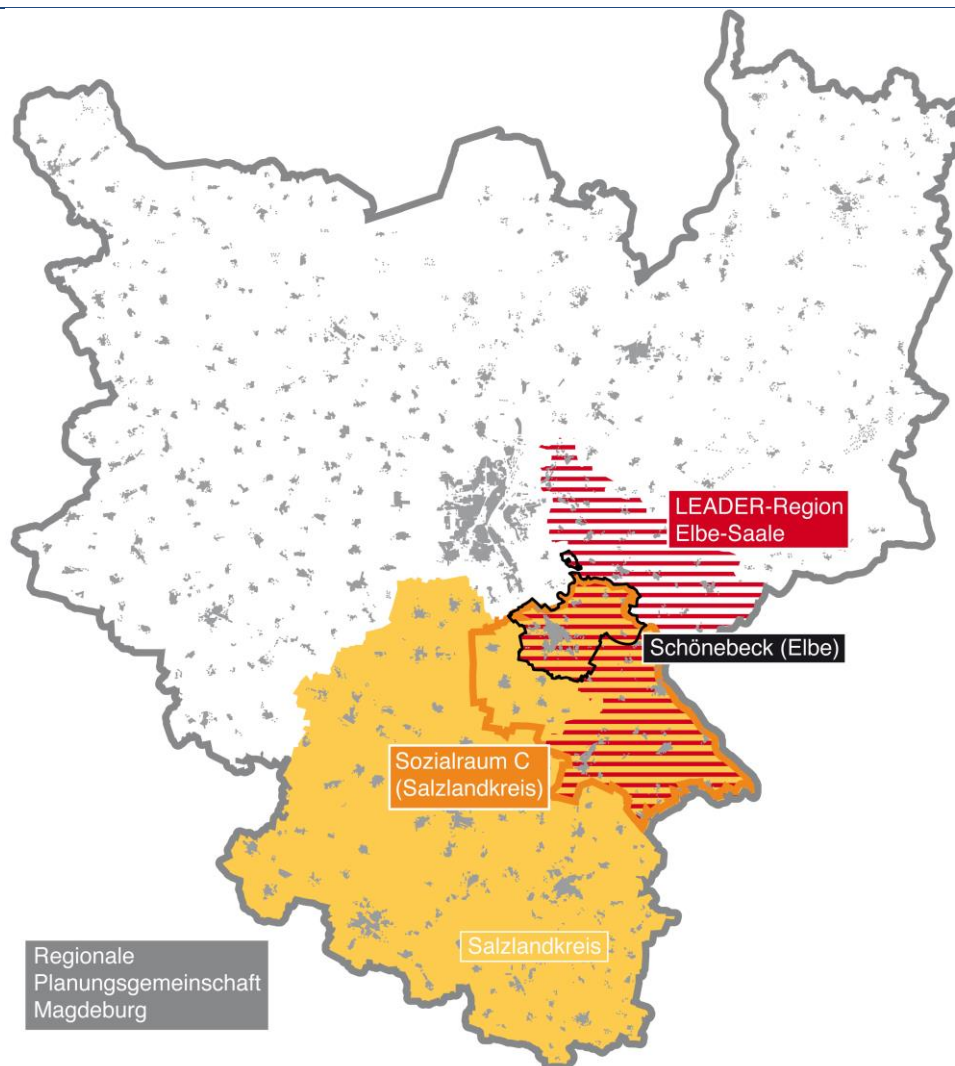 LEADER-Region
Elbe-Saale
Schönebeck (Elbe)
Sozialraum C
(Salzlandkreis)
Salzlandkreis
Regionale
Planungsgemeinschaft
Magdeburg